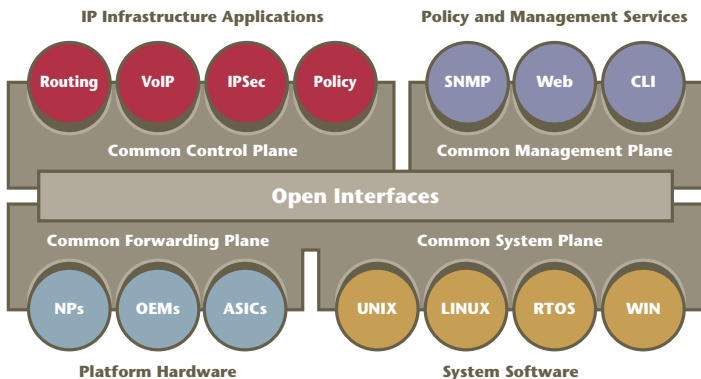 IP Infrastructure Applications
Policy and Management Services
Routing
VoIP
IPSec
Policy
SNMP
Web
CLI
Common Control Plane
Common Management Plane
Open Interfaces
Common Forwarding Plane
Common System Plane
NPs
OEMs
ASICs
UNIX
LINUX
RTOS
WIN
Platform Hardware
System Software